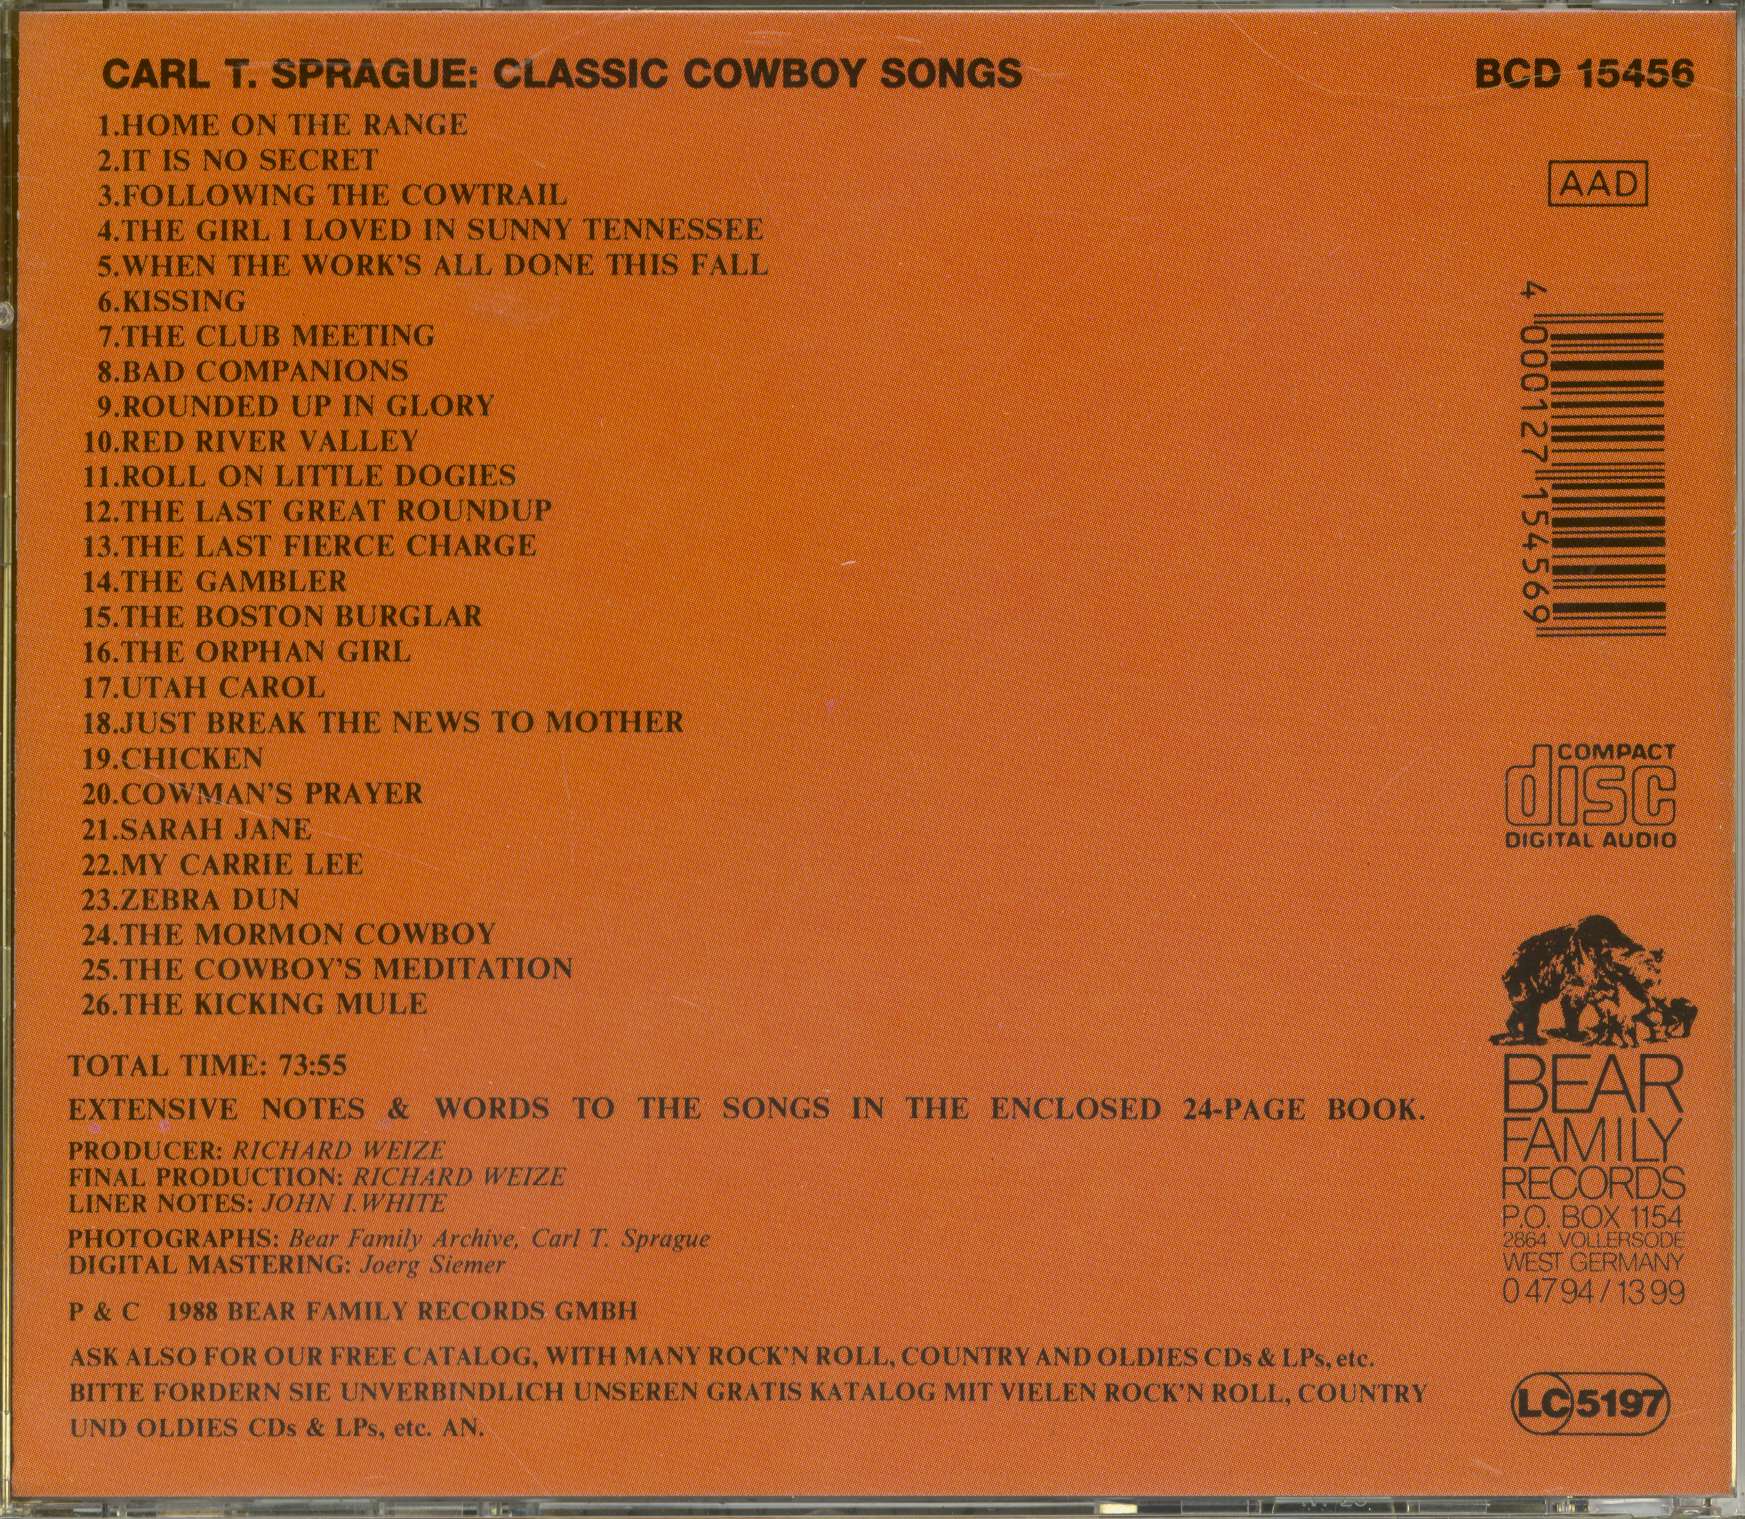 CARL T. SPRAGUE: CLASSIC COWBOY SONGS
BCD 15456
1.HOME ON THE RANGE
2.IT IS NO SECRET
3.FOLLOWING THE COWTRAIL
4.THE GIRL I LOVED IN SUNNY TENNESSEE
5.WHEN THE WORK'S ALL DONE THIS FALL
6.KISSING
7.THE CLUB MEETING
8.BAD COMPANIONS
9.ROUNDED UP IN GLORY
10.RED RIVER VALLEY
11.ROLL ON LITTLE DOGIES
12.THE LAST GREAT ROUNDUP
13.THE LAST FIERCE CHARGE
14.THE GAMBLER
15.THE BOSTON BURGLAR
16.THE ORPHAN GIRL
17.UTAH CAROL
18.JUST BREAK THE NEWS TO MOTHER
19.CHICKEN
20.COWMAN'S PRAYER
21.SARAH JANE
22.MY CARRIE LEE
23.ZEBRA DUN
24.THE MORMON COWBOY
25.THE COWBOY'S MEDITATION
26.THE KICKING MULE
TOTAL TIME: 73:55
EXTENSIVE NOTES & WORDS TO THE SONGS IN THE ENCLOSED 24-PAGE BOOK.
PRODUCER: RICHARD WEIZE
FINAL PRODUCTION: RICHARD WEIZE
LINER NOTES: JOHN I.WHITE
PHOTOGRAPHS: Bear Family Archive, Carl T. Sprague
DIGITAL MASTERING: Joerg Siemer
P & C 1988 BEAR FAMILY RECORDS GMBH
ASK ALSO FOR OUR FREE CATALOG, WITH MANY ROCK'N ROLL, COUNTRY AND OLDIES CDs & LPs, etc.
BITTE FORDERN SIE UNVERBINDLICH UNSEREN GRATIS KATALOG MIT VIELEN ROCK'N ROLL, COUNTRY
UND OLDIES CDs & LPs, etc. AN.
AAD
4 000127 154569
COMPACT
disc
DIGITAL AUDIO
BEAR
FAMILY
RECORDS
P.O. BOX 1154
2864 VOLLERSODE
WEST GERMANY
0 47 94 / 13 99
LC 5197